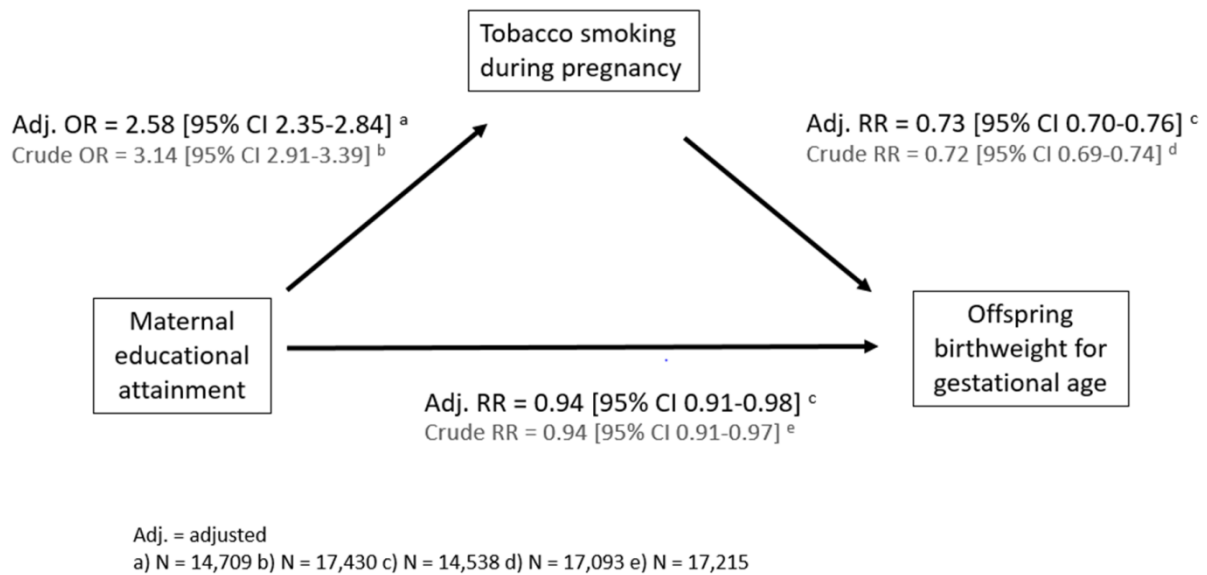 Tobacco smoking
during pregnancy
Adj. OR = 2.58 [95% CI 2.35-2.84] a
Crude OR = 3.14 [95% CI 2.91-3.39] b
Adj. RR = 0.73 [95% CI 0.70-0.76] c
Crude RR = 0.72 [95% CI 0.69-0.74] d
Maternal
educational
attainment
Offspring
birthweight for
gestational age
Adj. RR = 0.94 [95% CI 0.91-0.98] c
Crude RR = 0.94 [95% CI 0.91-0.97] e
Adj. = adjusted
a) N = 14,709 b) N = 17,430 c) N = 14,538 d) N = 17,093 e) N = 17,215